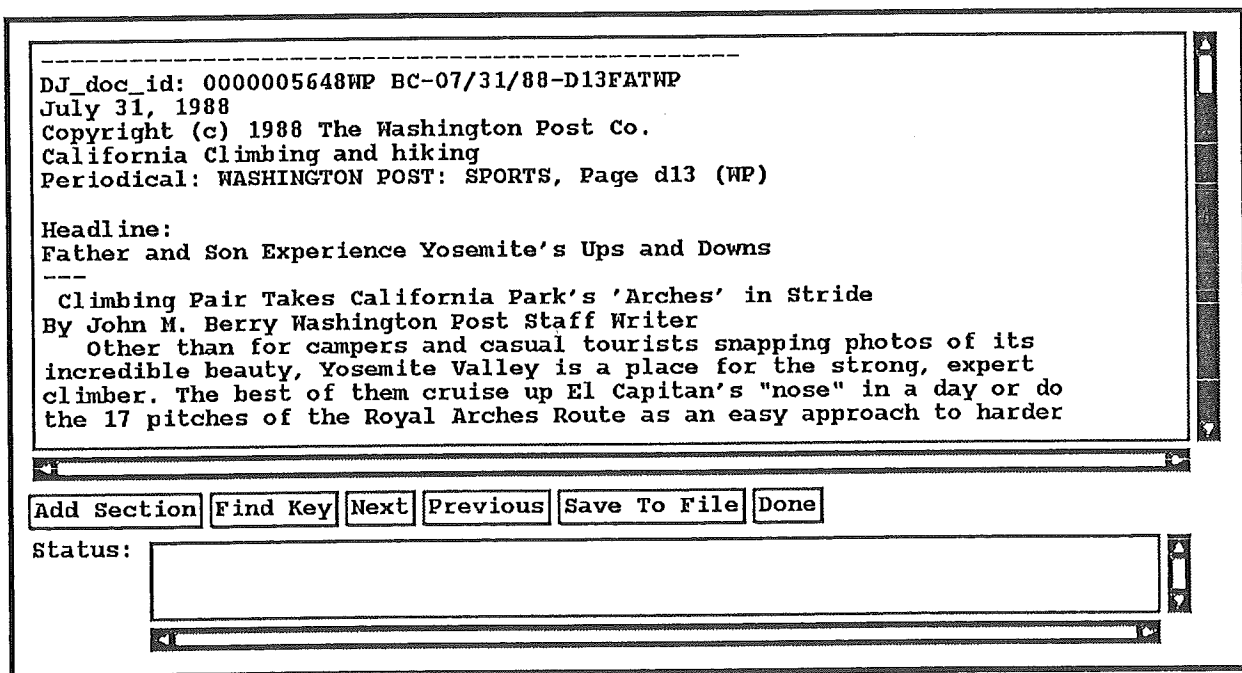 ------------------------------------------------
DJ_doc_id: 0000005648WP BC-07/31/88-D13FATWP
July 31, 1988
Copyright (c) 1988 The Washington Post Co.
California Climbing and hiking
Periodical: WASHINGTON POST: SPORTS, Page d13 (WP)
Headline:
Father and Son Experience Yosemite's Ups and Downs
---
Climbing Pair Takes California Park's 'Arches' in Stride
By John M. Berry Washington Post Staff Writer
Other than for campers and casual tourists snapping photos of its
incredible beauty, Yosemite Valley is a place for the strong, expert
climber. The best of them cruise up El Capitan's "nose" in a day or do
the 17 pitches of the Royal Arches Route as an easy approach to harder
Add Section Find Key Next Previous Save To File Done
Status: